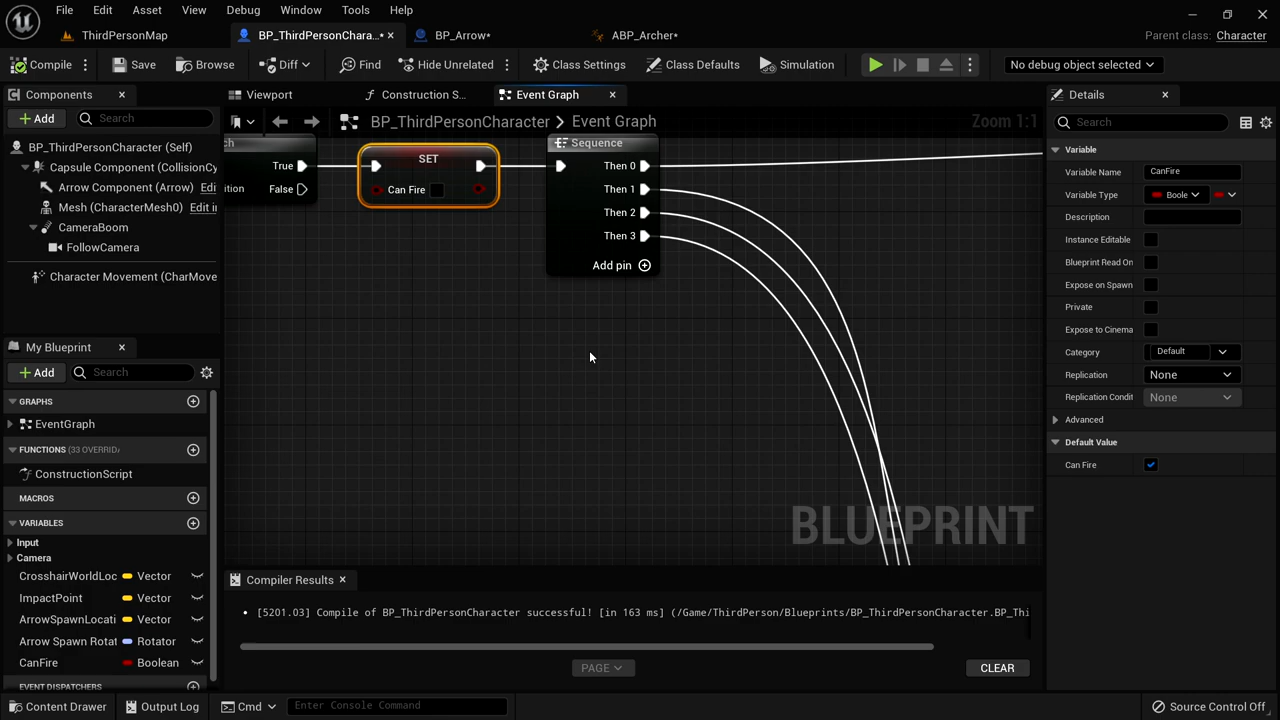 File Edit Asset View Debug Window Tools Help
ThirdPersonMap BP_ThirdPersonChara...* BP_Arrow* ABP_Archer* Parent class: Character
Compile Save Browse Diff Find Hide Unrelated Class Settings Class Defaults Simulation No debug object selected
Components Viewport Construction S... Event Graph Details
Add Search BP_ThirdPersonCharacter > Event Graph Zoom 1:1 Search
BP_ThirdPersonCharacter (Self)
Capsule Component (CollisionCy
Arrow Component (Arrow) Edi
Mesh (CharacterMesh0) Edit i
CameraBoom
FollowCamera
Character Movement (CharMove
My Blueprint
Add Search
GRAPHS
EventGraph
FUNCTIONS (33 OVERRID
ConstructionScript
MACROS
VARIABLES
Input
Camera
CrosshairWorldLoc Vector
ImpactPoint Vector
ArrowSpawnLocati Vector
Arrow Spawn Rotat Rotator
CanFire Boolean
EVENT DISPATCHERS
True
False
SET
Can Fire
Sequence
Then 0
Then 1
Then 2
Then 3
Add pin
BLUEPRINT
Variable
Variable Name CanFire
Variable Type Boole
Description
Instance Editable
Blueprint Read On
Expose on Spawn
Private
Expose to Cinema
Category Default
Replication None
Replication Condit None
Advanced
Default Value
Can Fire
Compiler Results
[5201.03] Compile of BP_ThirdPersonCharacter successful! [in 163 ms] (/Game/ThirdPerson/Blueprints/BP_ThirdPersonCharacter.BP_Thi
PAGE CLEAR
Content Drawer Output Log Cmd Enter Console Command Source Control Off